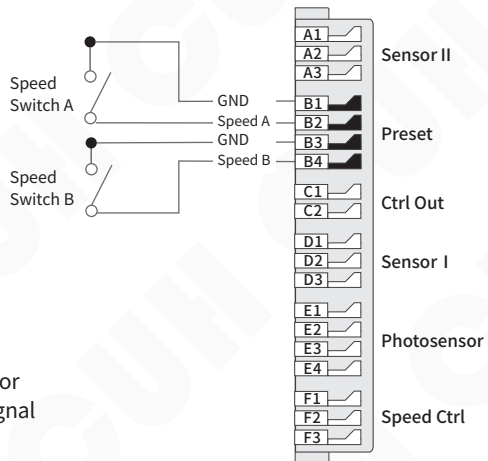 A1
A2
A3
Sensor II
Speed
Switch A
GND
Speed A
GND
Speed B
B1
B2
B3
B4
Preset
Speed
Switch B
C1
C2
Ctrl Out
D1
D2
D3
Sensor I
E1
E2
E3
E4
Photosensor
or
gnal
F1
F2
F3
Speed Ctrl
CUH